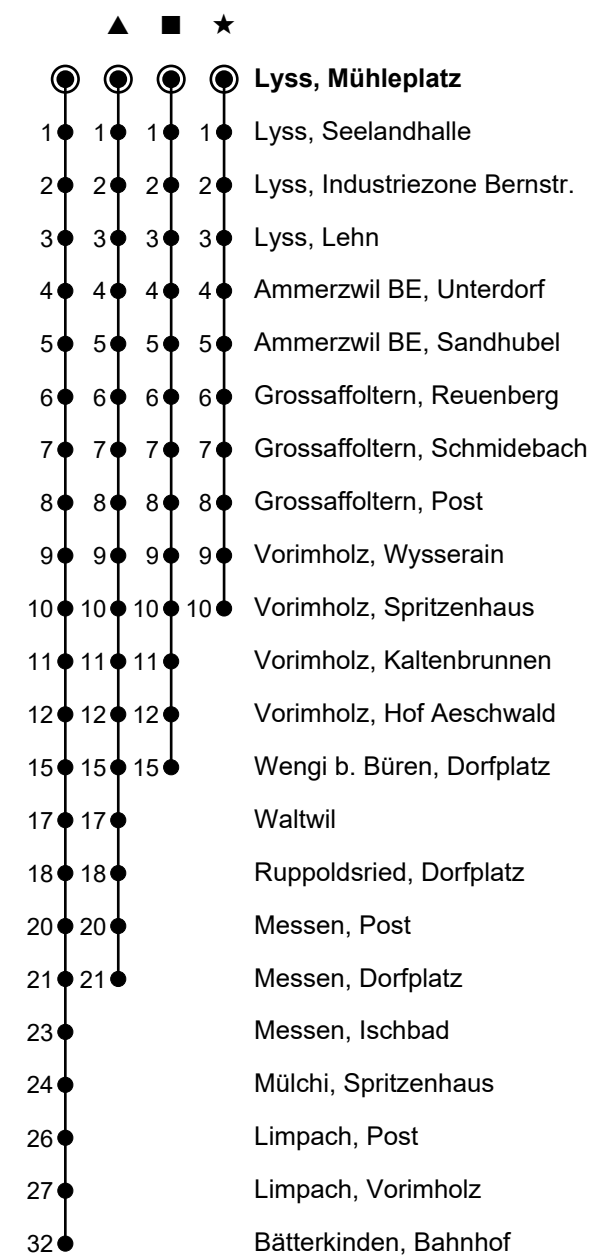 ▲ ■ ★
Lyss, Mühleplatz
1 1 1 1 Lyss, Seelandhalle
2 2 2 2 Lyss, Industriezone Bernstr.
3 3 3 3 Lyss, Lehn
4 4 4 4 Ammerzwil BE, Unterdorf
5 5 5 5 Ammerzwil BE, Sandhubel
6 6 6 6 Grossaffoltern, Reuenberg
7 7 7 7 Grossaffoltern, Schmidebach
8 8 8 8 Grossaffoltern, Post
9 9 9 9 Vorimholz, Wysserain
10 10 10 10 Vorimholz, Spritzenhaus
11 11 11 Vorimholz, Kaltenbrunnen
12 12 12 Vorimholz, Hof Aeschwald
15 15 15 Wengi b. Büren, Dorfplatz
17 17 Waltwil
18 18 Ruppoldsried, Dorfplatz
20 20 Messen, Post
21 21 Messen, Dorfplatz
23 Messen, Ischbad
24 Mülchi, Spritzenhaus
26 Limpach, Post
27 Limpach, Vorimholz
32 Bätterkinden, Bahnhof